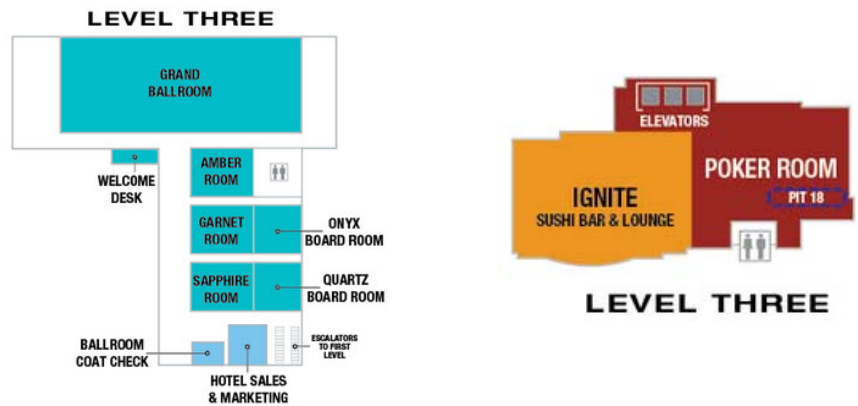 LEVEL THREE
GRAND
BALLROOM
WELCOME
DESK
AMBER
ROOM
GARNET
ROOM
ONYX
BOARD ROOM
SAPPHIRE
ROOM
QUARTZ
BOARD ROOM
BALLROOM
COAT CHECK
HOTEL SALES
& MARKETING
ESCALATORS
TO FIRST
LEVEL
ELEVATORS
POKER ROOM
PIT 18
IGNITE
SUSHI BAR & LOUNGE
LEVEL THREE